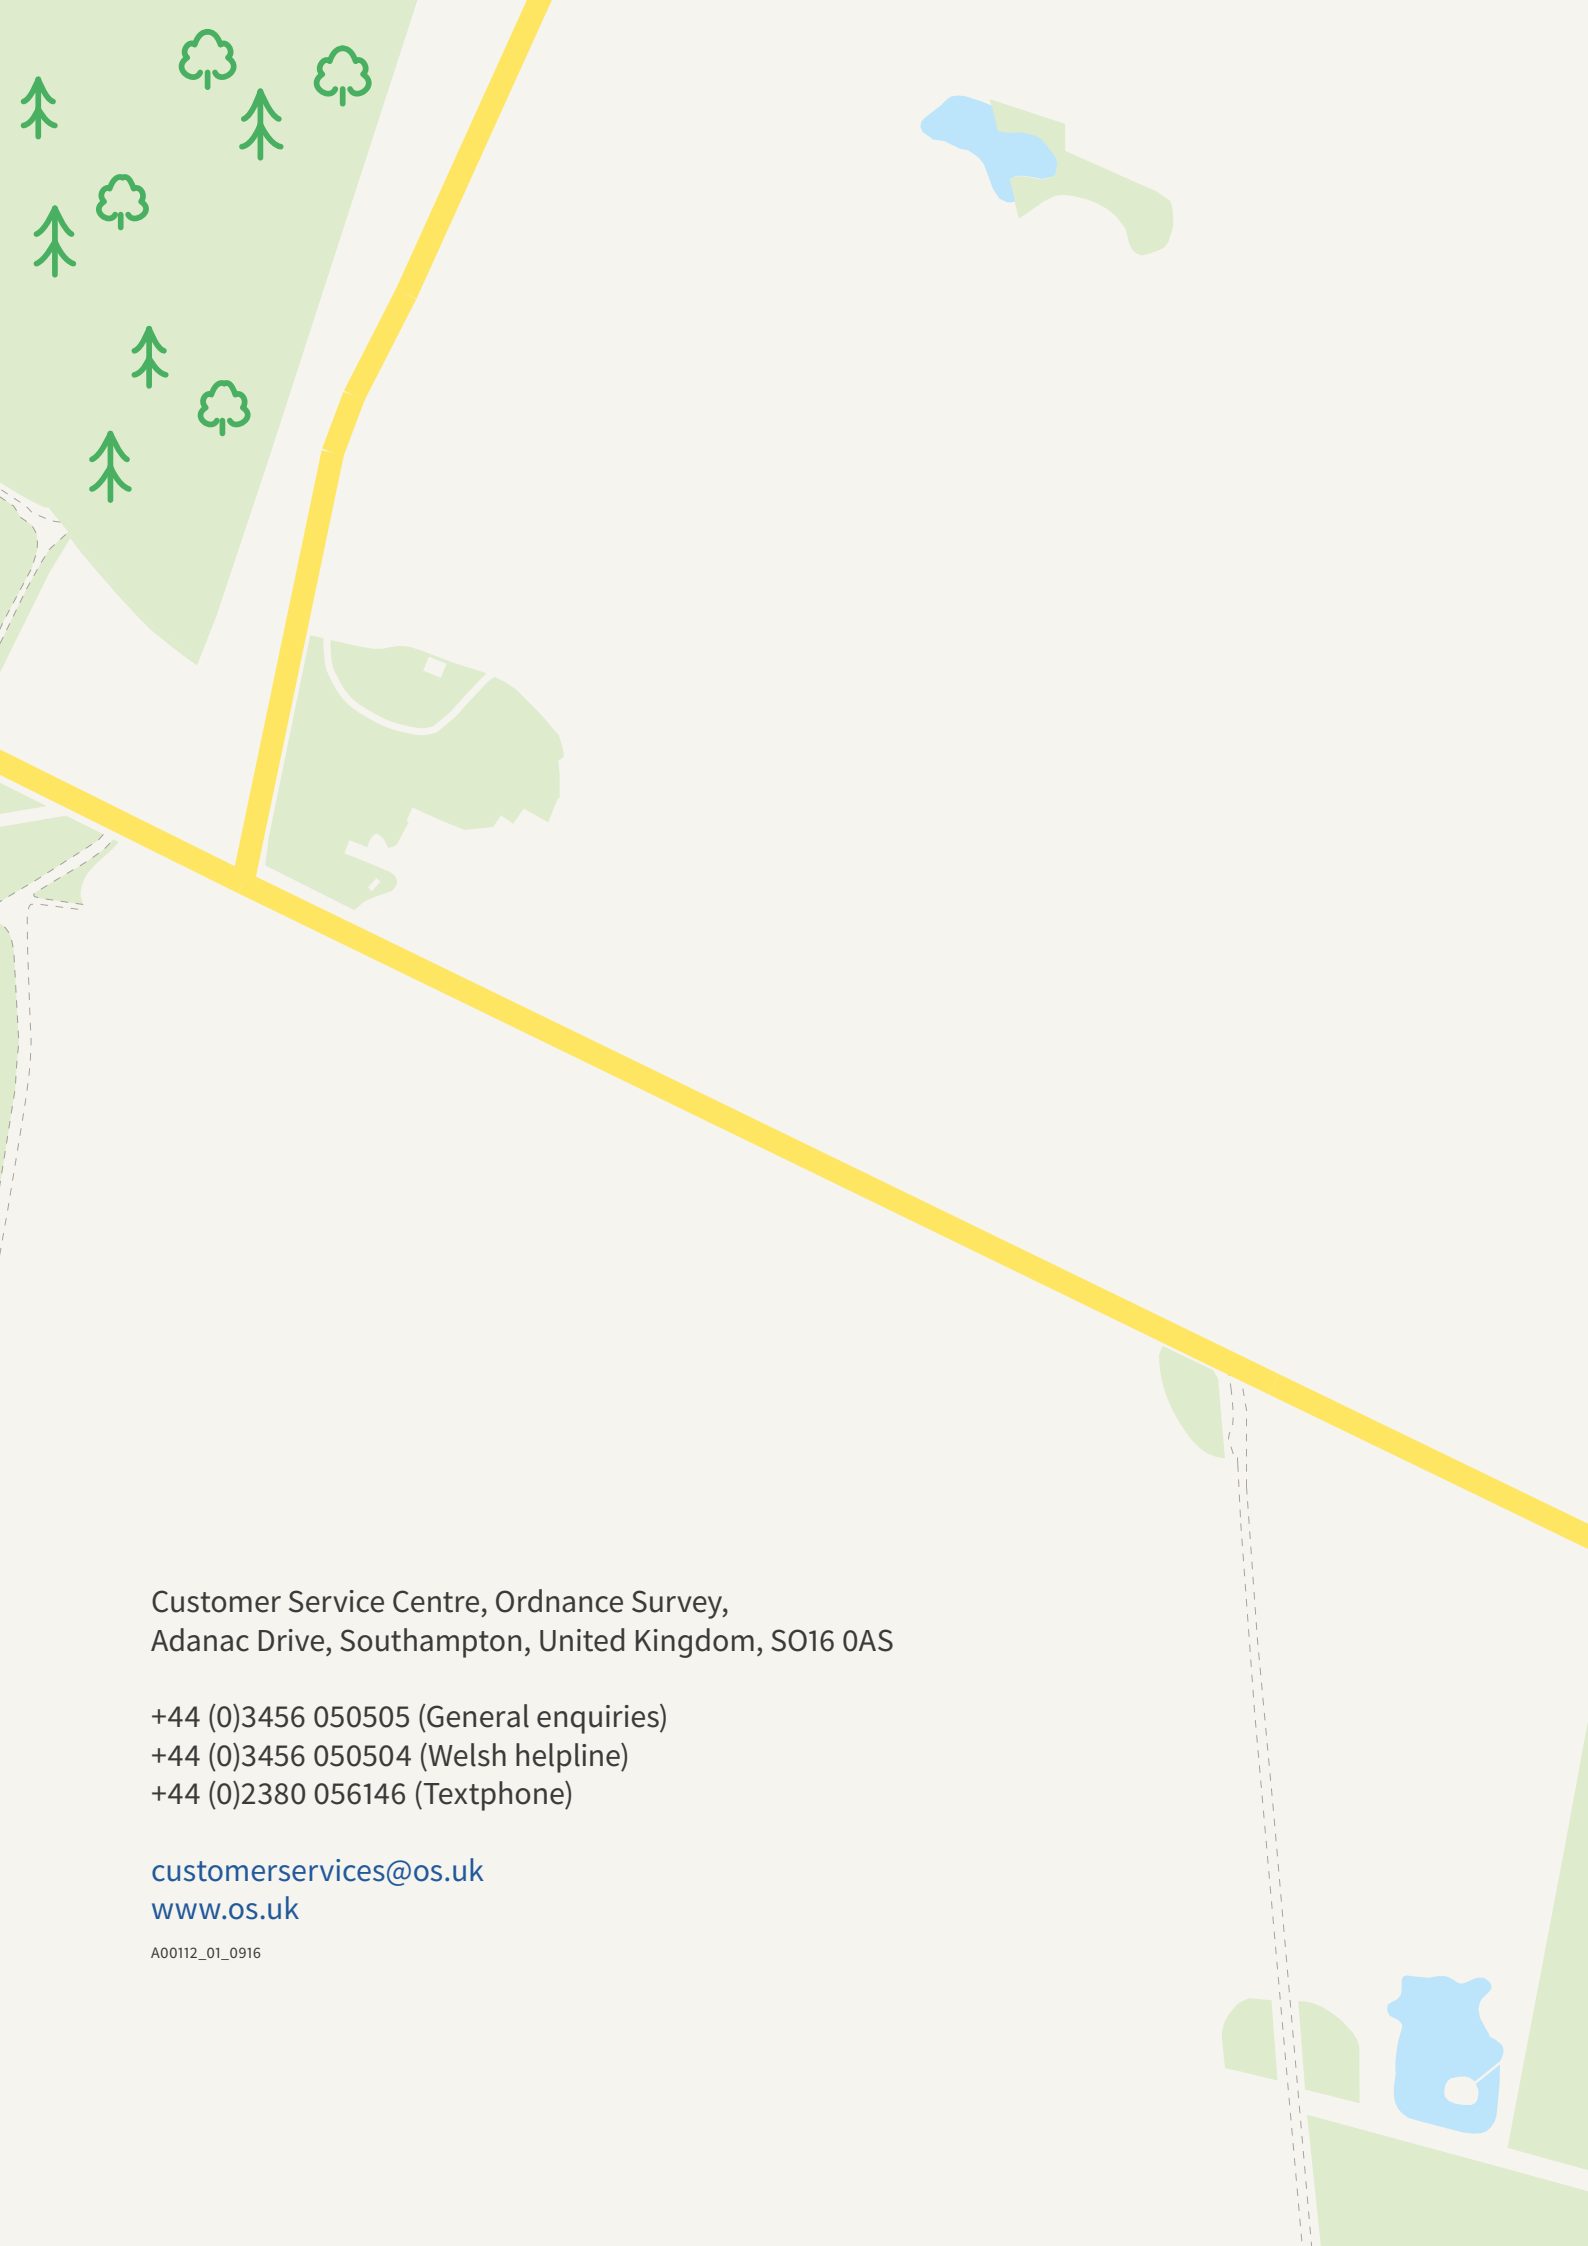 Customer Service Centre, Ordnance Survey,
Adanac Drive, Southampton, United Kingdom, SO16 0AS
+44 (0)3456 050505 (General enquiries)
+44 (0)3456 050504 (Welsh helpline)
+44 (0)2380 056146 (Textphone)
customerservices@os.uk
www.os.uk
A00112_01_0916